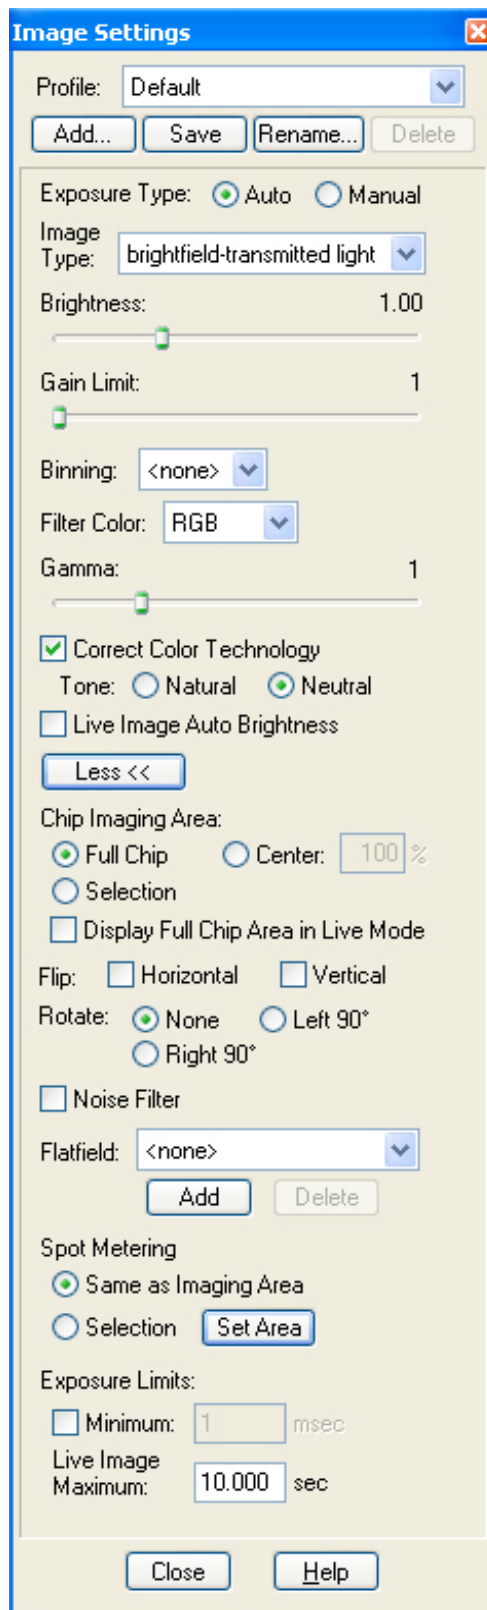 Image Settings
Profile: Default
Add... Save Rename... Delete
Exposure Type: Auto Manual
Image
Type: brightfield-transmitted light
Brightness: 1.00
Gain Limit: 1
Binning: <none>
Filter Color: RGB
Gamma: 1
Correct Color Technology
Tone: Natural Neutral
Live Image Auto Brightness
Less <<
Chip Imaging Area:
Full Chip Center: 100 %
Selection
Display Full Chip Area in Live Mode
Flip: Horizontal Vertical
Rotate: None Left 90°
Right 90°
Noise Filter
Flatfield: <none>
Add Delete
Spot Metering
Same as Imaging Area
Selection Set Area
Exposure Limits:
Minimum: 1 msec
Live Image
Maximum: 10.000 sec
Close Help